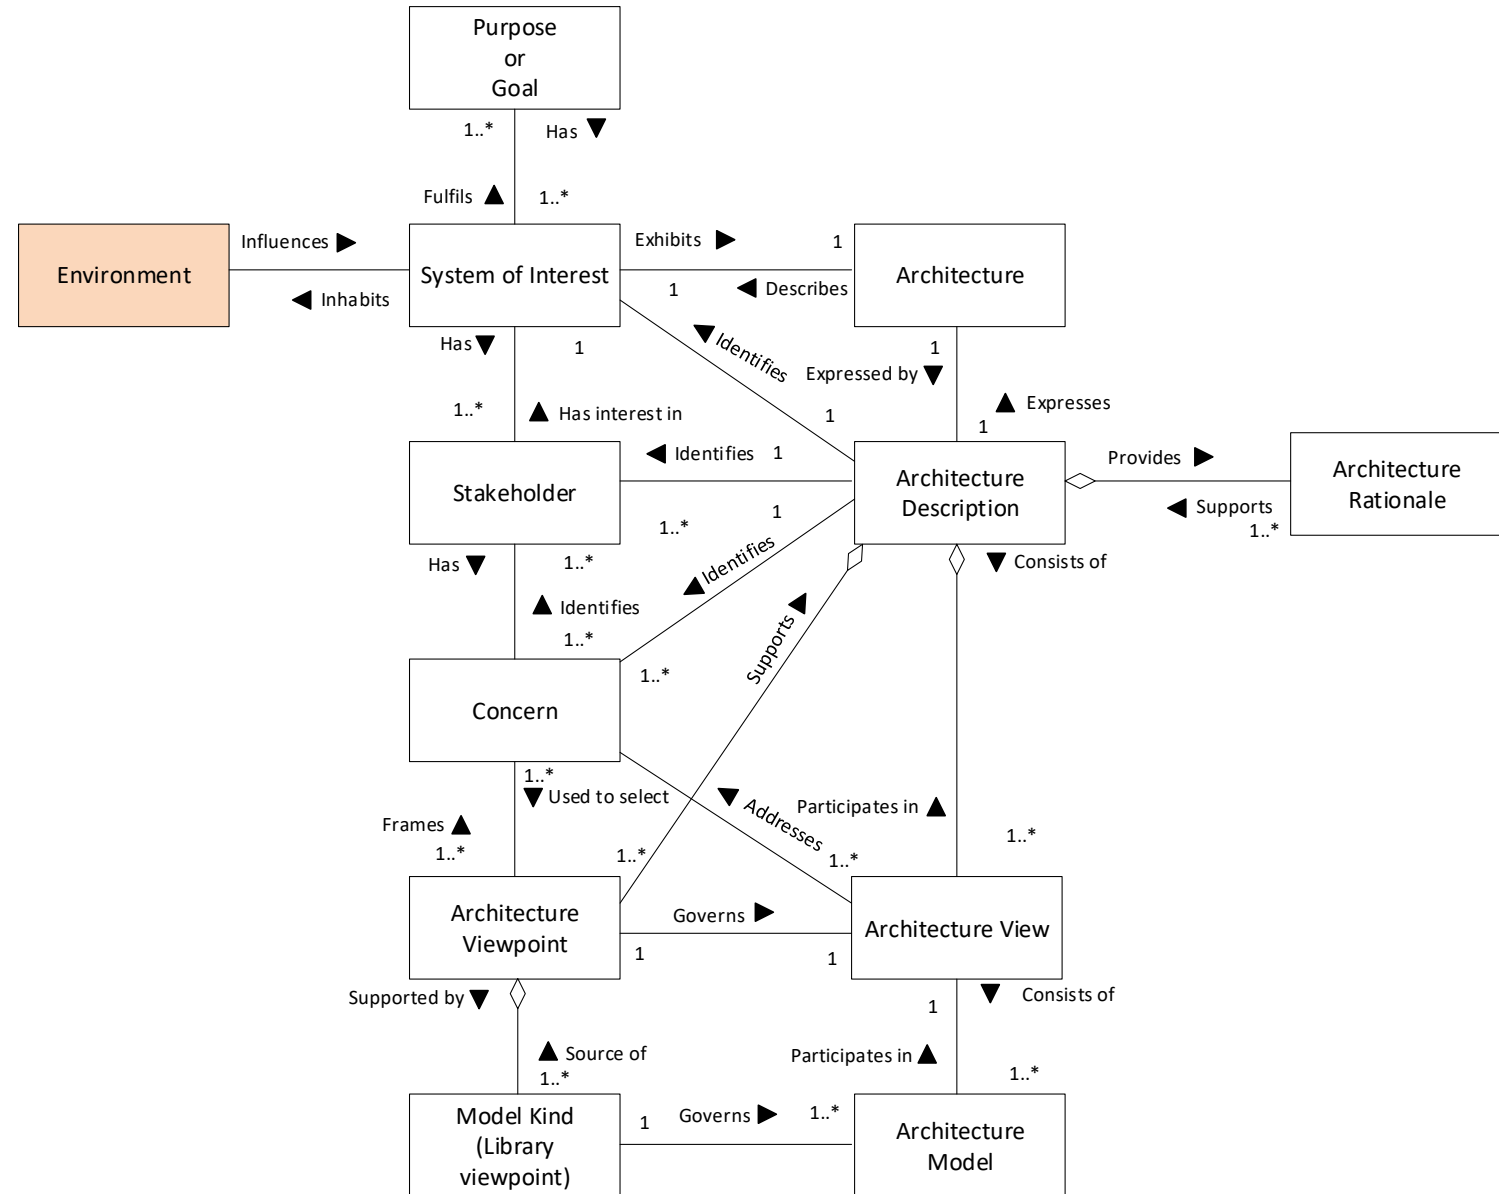 Purpose
or
Goal
1..*
Has
Fulfils
1..*
Environment
Influences
Inhabits
System of Interest
Exhibits
1
1
Describes
Architecture
Has
1
Identifies
Expressed by
1
1..*
Has interest in
1
Expresses
1
Stakeholder
Identifies
1
1..*
1
Architecture
Description
Provides
Supports
1..*
Architecture
Rationale
Has
1..*
Identifies
Consists of
Identifies
1..*
1..*
Supports
Concern
1..*
Used to select
Frames
1..*
Addresses
1..*
1..*
Participates in
1..*
Architecture
Viewpoint
Governs
1
1
Architecture View
Supported by
Consists of
1
Source of
1..*
Participates in
1..*
Model Kind
(Library
viewpoint)
1
Governs
1..*
Architecture
Model